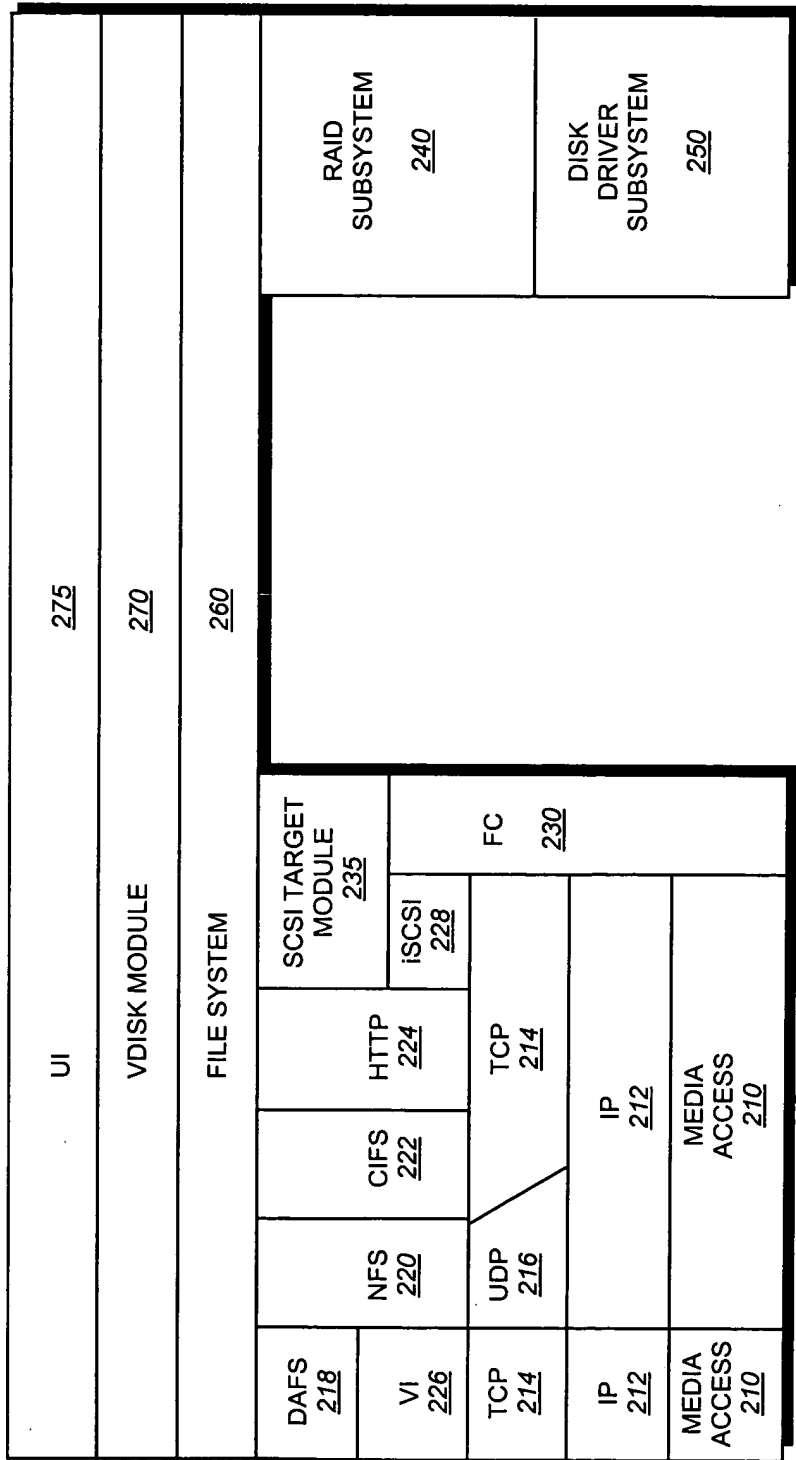 UI 275
VDISK MODULE 270
FILE SYSTEM 260
DAFS
218
VI
226
TCP
214
IP
212
MEDIA
ACCESS
210
NFS
220
CIFS
222
HTTP
224
UDP
216
TCP
214
IP
212
MEDIA
ACCESS
210
SCSI TARGET
MODULE
235
iSCSI
228
FC
230
RAID
SUBSYSTEM
240
DISK
DRIVER
SUBSYSTEM
250